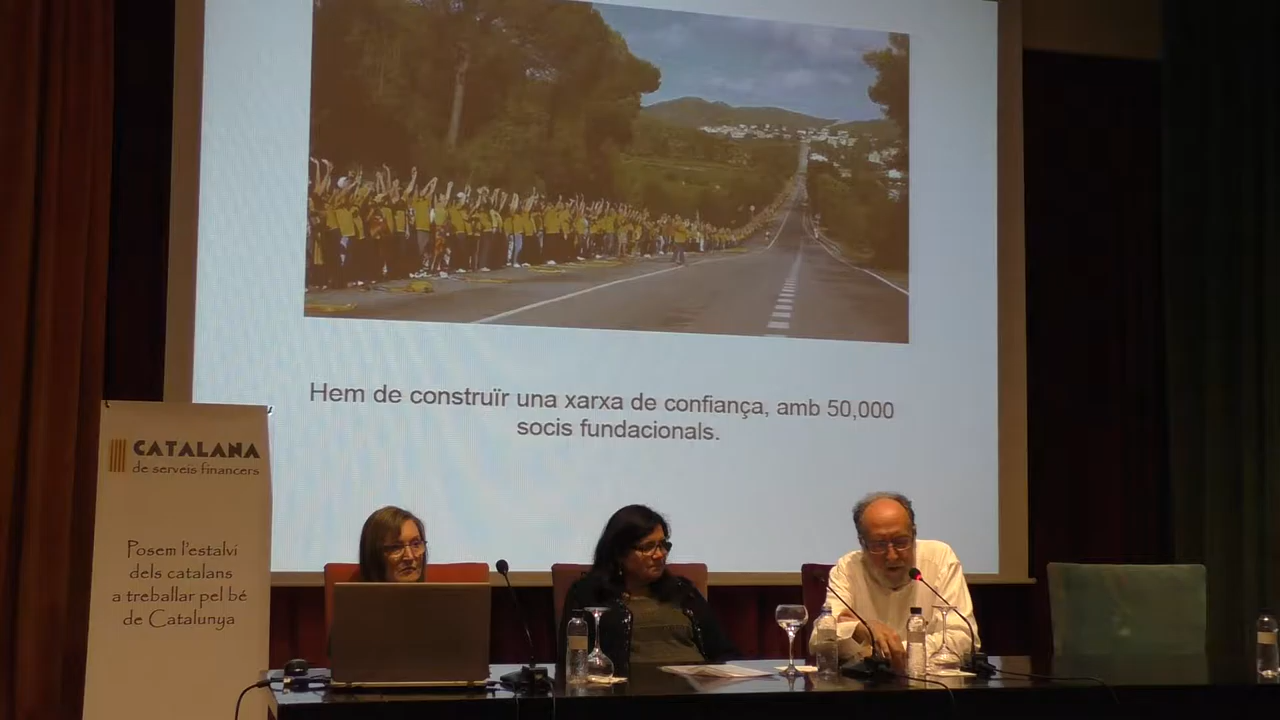 Hem de construïr una xarxa de confiança, amb 50,000
socis fundacionals.
CATALANA
de serveis financers
Posem l'estalvi
dels catalans
a treballar pel bé
de Catalunya